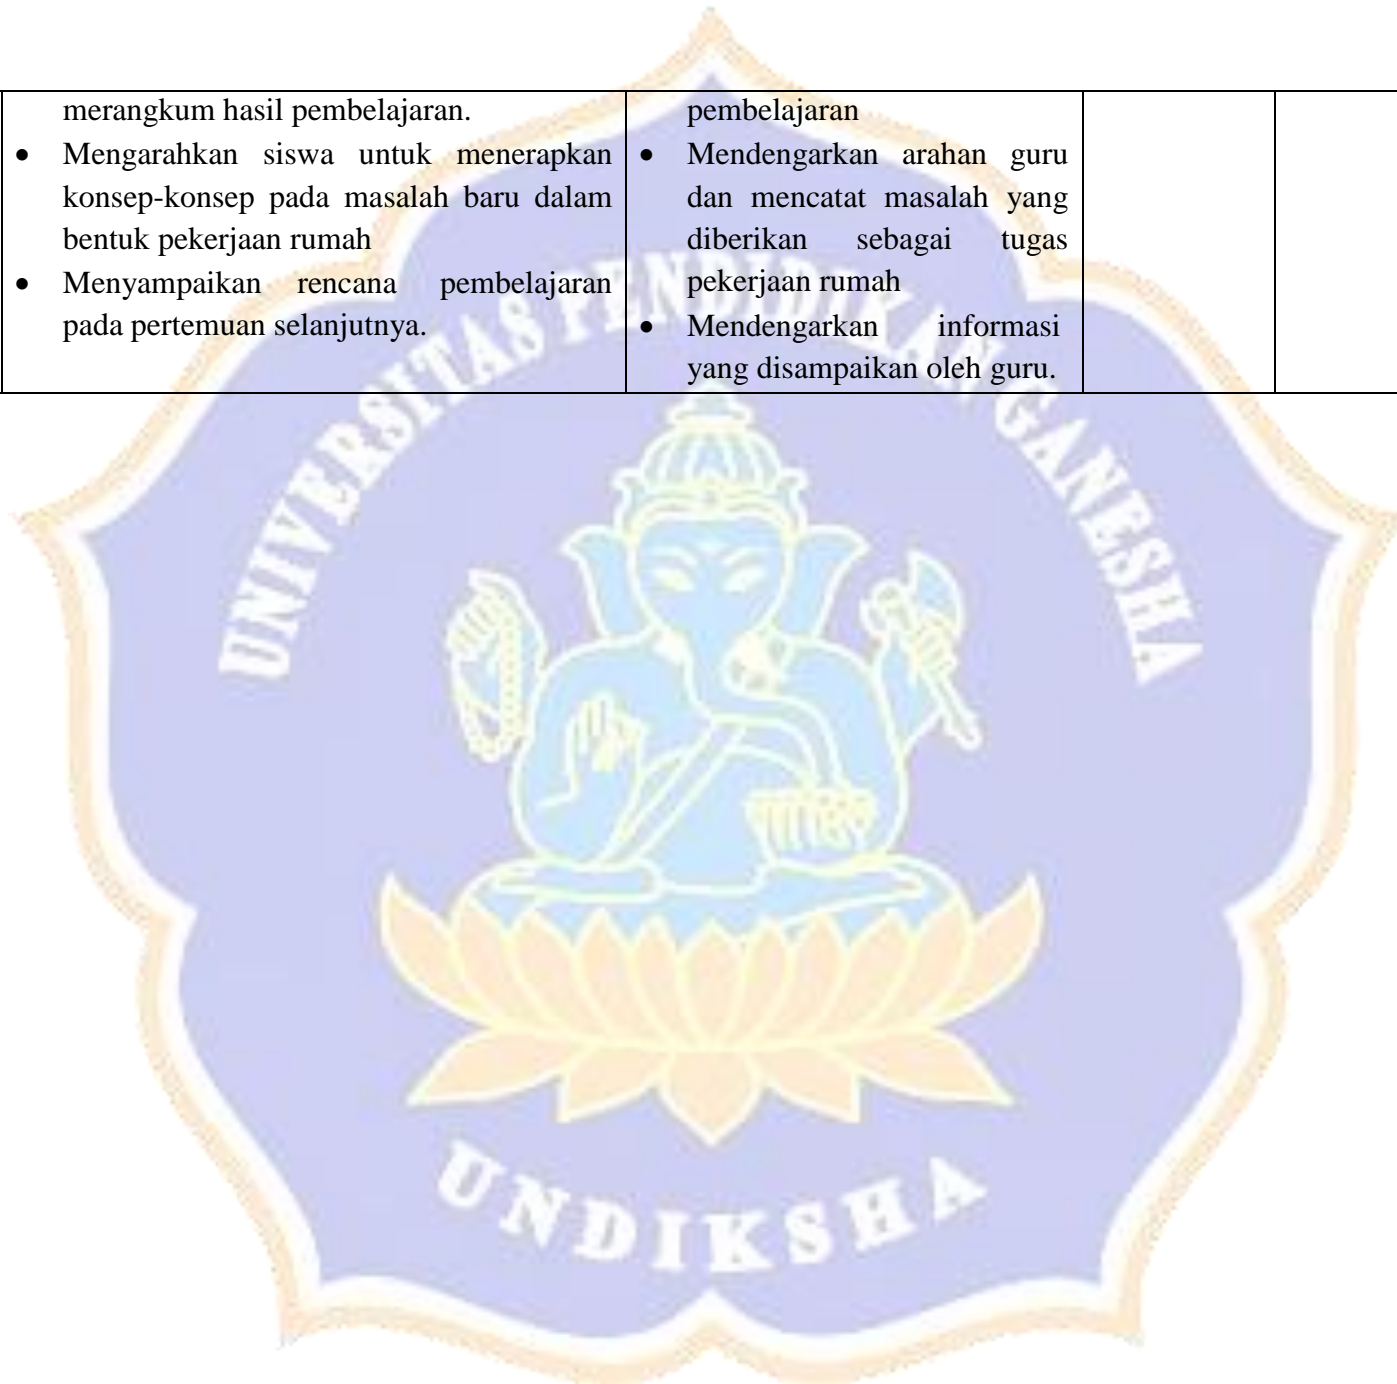 merangkum hasil pembelajaran.
• Mengarahkan siswa untuk menerapkan
konsep-konsep pada masalah baru dalam
bentuk pekerjaan rumah
• Menyampaikan rencana pembelajaran
pada pertemuan selanjutnya.
pembelajaran
• Mendengarkan arahan guru
dan mencatat masalah yang
diberikan sebagai tugas
pekerjaan rumah
• Mendengarkan informasi
yang disampaikan oleh guru.
UNIVERSITAS PENDIDIKAN GANESHA
UNDIKSHA